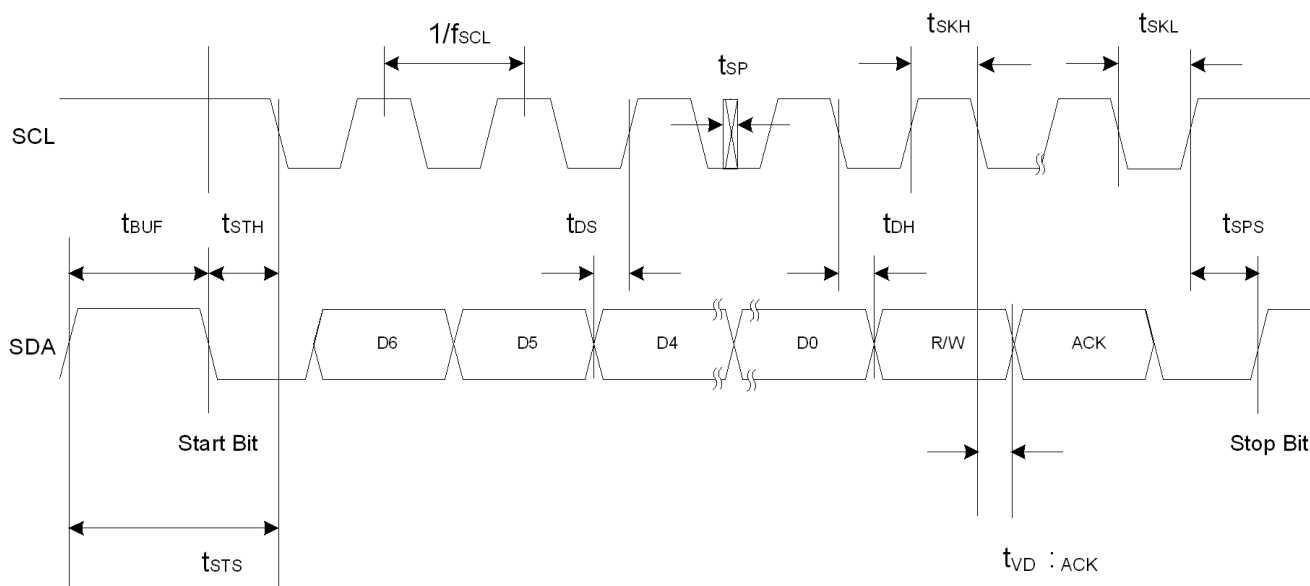 1/fSCL
tSKH
tSKL
tSP
SCL
tBUF
tSTH
tDS
tDH
tSPS
SDA
D6
D5
D4
D0
R/W
ACK
Start Bit
Stop Bit
tSTS
tVD : ACK